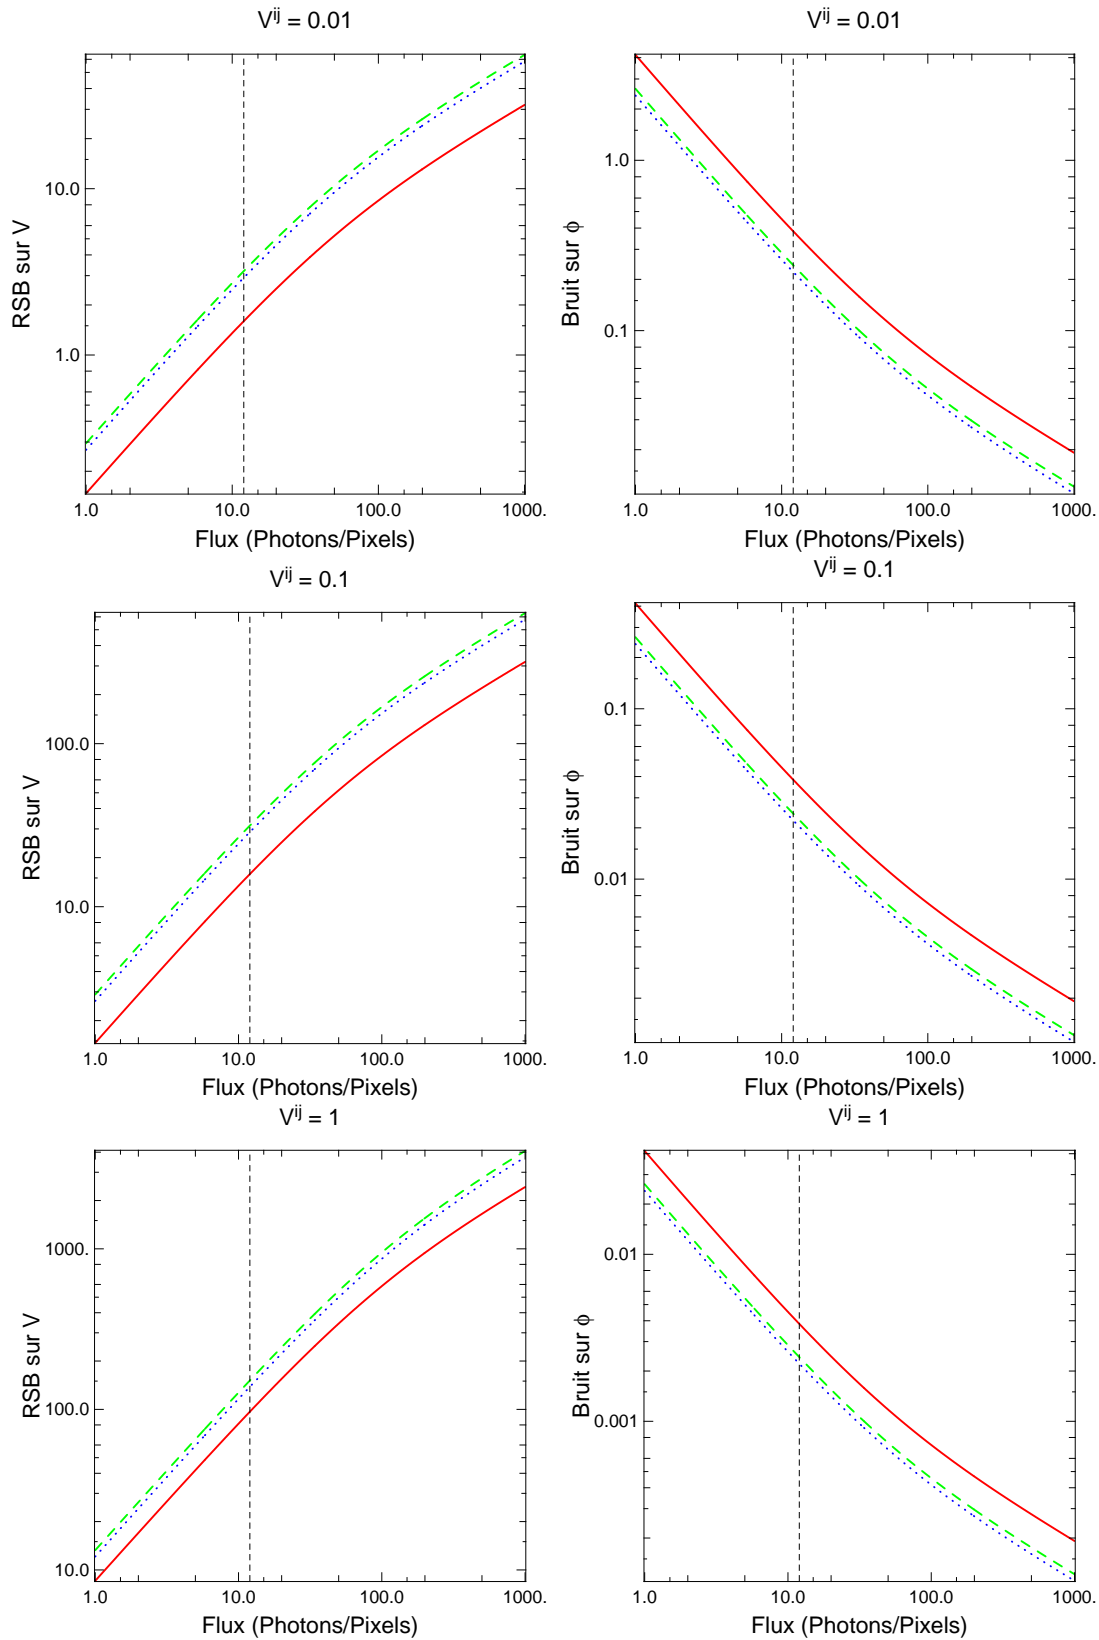 V^ij = 0.01
RSB sur V
10.0
1.0
1.0 10.0 100.0 1000.
Flux (Photons/Pixels)
V^ij = 0.01
Bruit sur ϕ
1.0
0.1
1.0 10.0 100.0 1000.
Flux (Photons/Pixels)
V^ij = 0.1
RSB sur V
100.0
10.0
1.0 10.0 100.0 1000.
Flux (Photons/Pixels)
V^ij = 0.1
Bruit sur ϕ
0.1
0.01
1.0 10.0 100.0 1000.
Flux (Photons/Pixels)
V^ij = 1
RSB sur V
1000.
100.0
10.0
1.0 10.0 100.0 1000.
Flux (Photons/Pixels)
V^ij = 1
Bruit sur ϕ
0.01
0.001
1.0 10.0 100.0 1000.
Flux (Photons/Pixels)